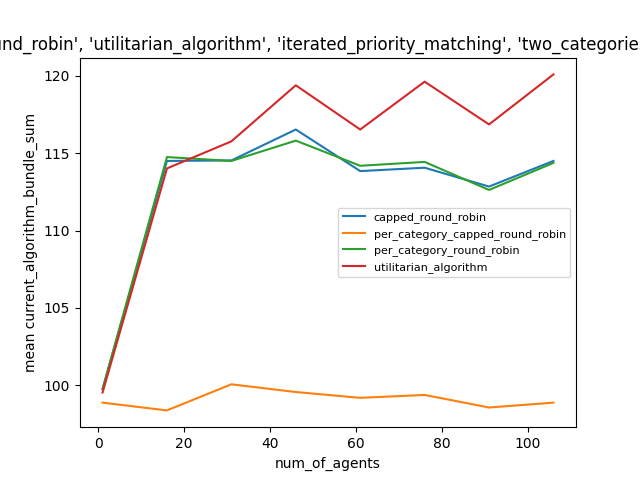 und_robin', 'utilitarian_algorithm', 'iterated_priority_matching', 'two_categories
120
115
110
105
100
mean current_algorithm_bundle_sum
capped_round_robin
per_category_capped_round_robin
per_category_round_robin
utilitarian_algorithm
0
20
40
60
80
100
num_of_agents